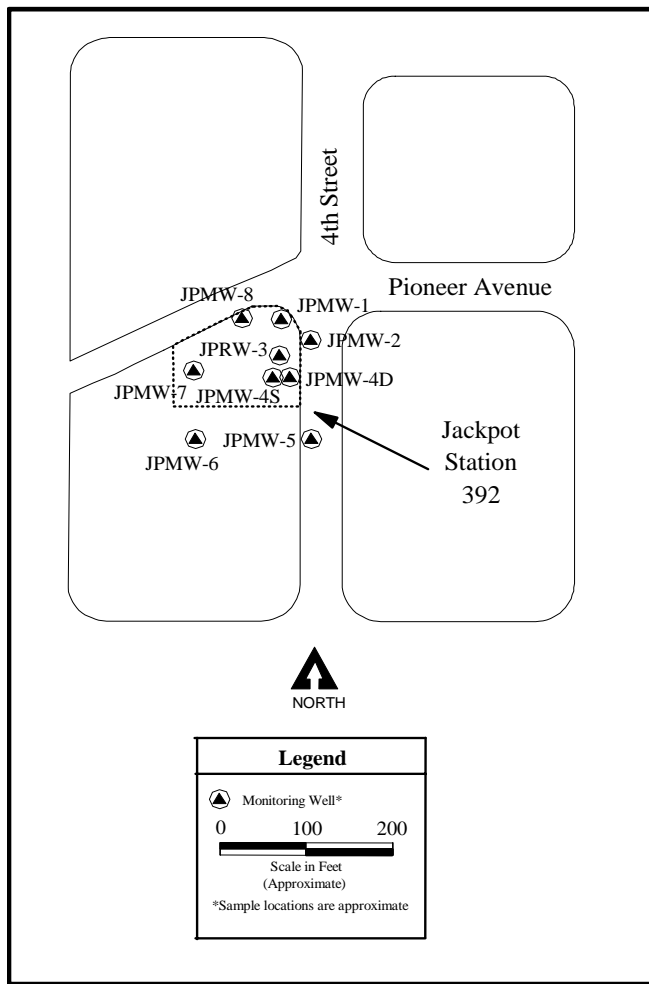 4th Street
Pioneer Avenue
JPMW-8
JPMW-1
JPMW-2
JPRW-3
JPMW-7
JPMW-4S
JPMW-4D
JPMW-5
JPMW-6
Jackpot
Station
392
NORTH
Legend
Monitoring Well*
0 100 200
Scale in Feet
(Approximate)
*Sample locations are approximate